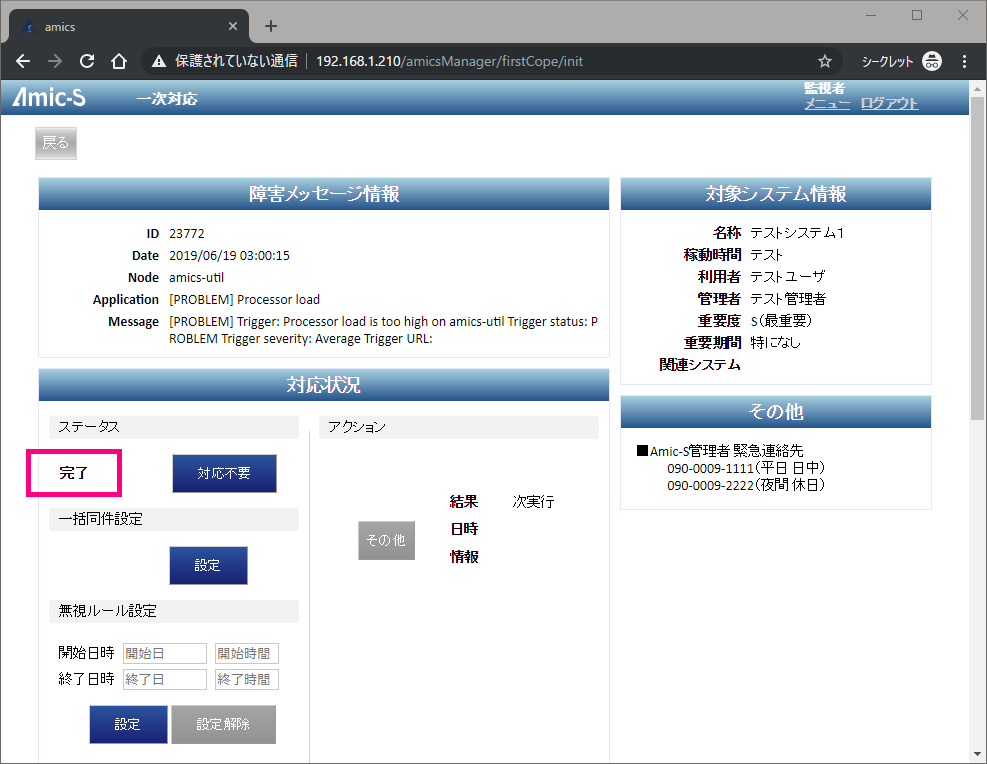 amics
保護されていない通信 192.168.1.210/amicsManager/firstCope/init シークレット
Amic-S 一次対応
監視者
メニュー ログアウト
戻る
障害メッセージ情報
ID 23772
Date 2019/06/19 03:00:15
Node amics-util
Application [PROBLEM] Processor load
Message [PROBLEM] Trigger: Processor load is too high on amics-util Trigger status: P
ROBLEM Trigger severity: Average Trigger URL:
対象システム情報
名称 テストシステム1
稼動時間 テスト
利用者 テストユーザ
管理者 テスト管理者
重要度 S(最重要)
重要期間 特になし
関連システム
対応状況
ステータス
完了 対応不要
一括同件設定
設定
無視ルール設定
開始日時 開始日 開始時間
終了日時 終了日 終了時間
設定 設定解除
アクション
その他
結果 次実行
日時
情報
その他
■Amic-S管理者 緊急連絡先
090-0009-1111(平日 日中)
090-0009-2222(夜間 休日)